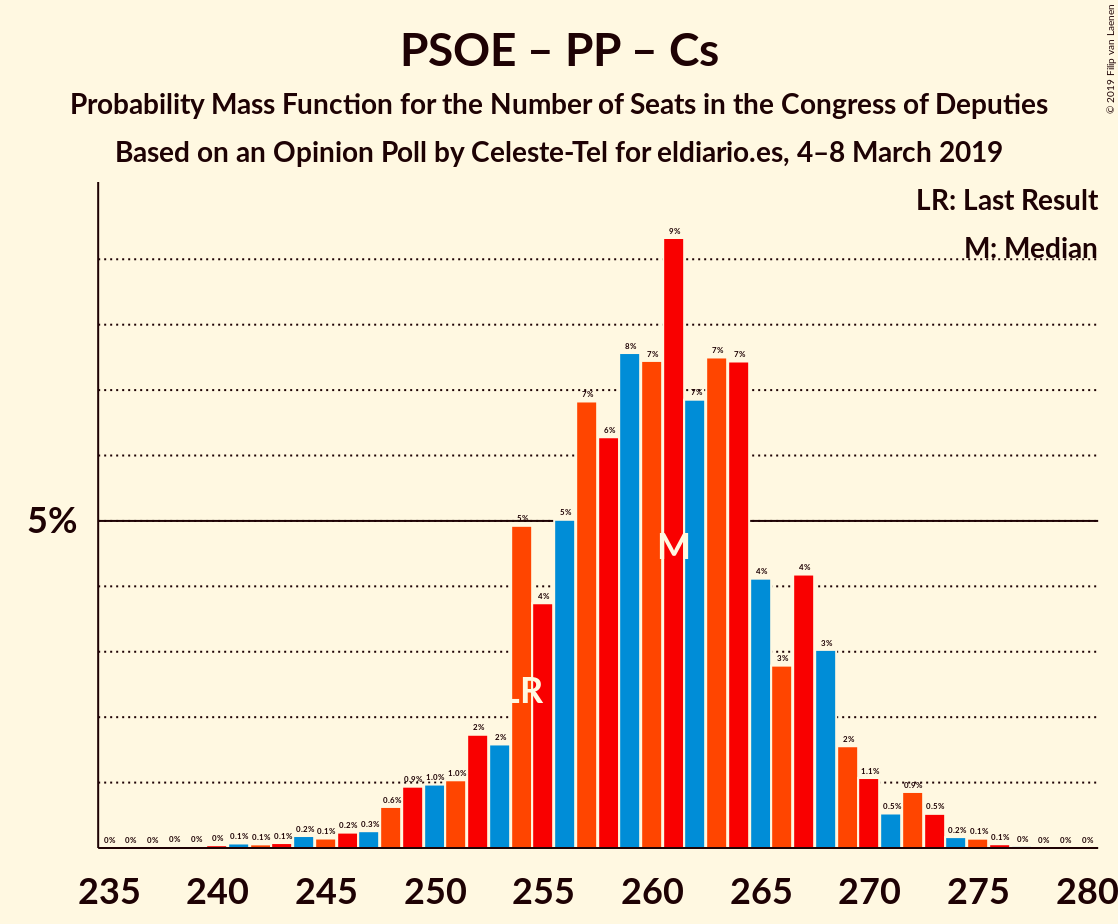 PSOE – PP – Cs
Probability Mass Function for the Number of Seats in the Congress of Deputies
Based on an Opinion Poll by Celeste-Tel for eldiario.es, 4–8 March 2019
© 2019 Filip van Laenen
LR: Last Result
M: Median
5%
0% 0% 0% 0% 0% 0% 0.1% 0.1% 0.1% 0.2% 0.1% 0.2% 0.3% 0.6% 0.9% 1.0% 1.0% 2% 2% 5% 4% 5% 7% 6% 8% 7% 9% 7% 7% 7% 4% 3% 4% 3% 2% 1.1% 0.5% 0.9% 0.5% 0.2% 0.1% 0.1% 0% 0% 0% 0%
M
LR
235 240 245 250 255 260 265 270 275 280